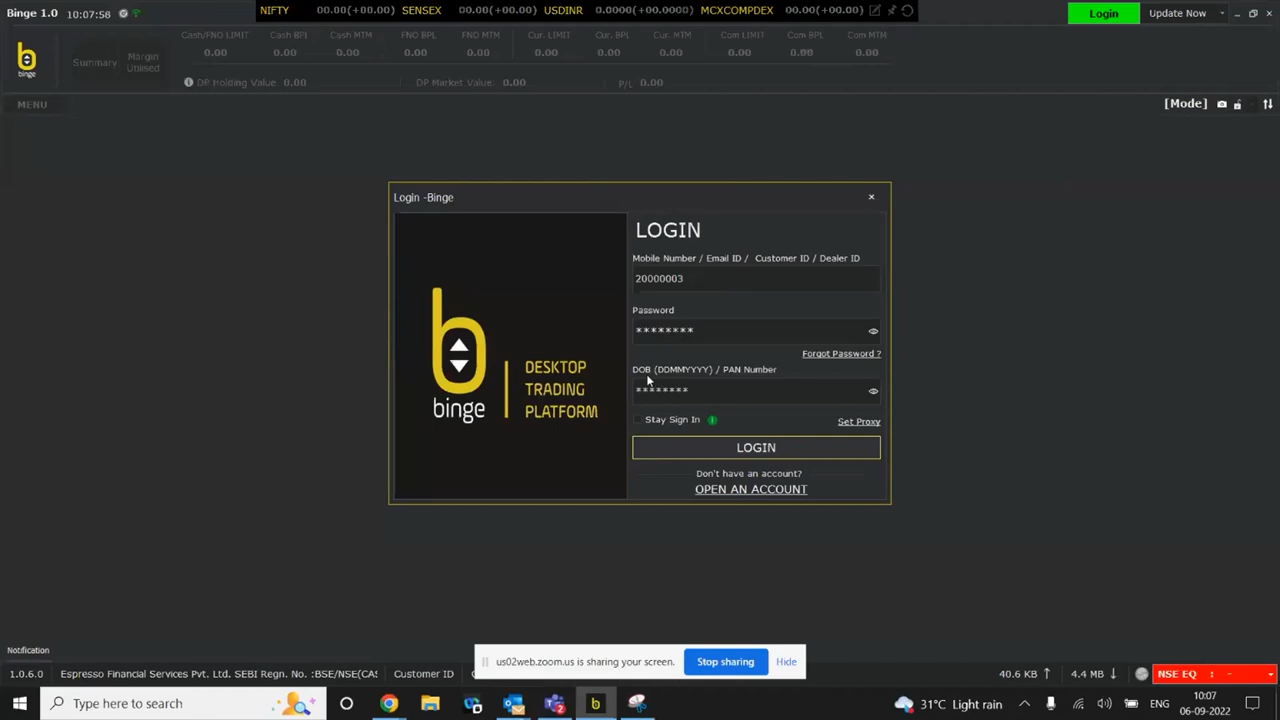 Binge 1.0 10:07:58 NIFTY 00.00(+00.00) SENSEX 00.00(+00.00) USDINR 0.0000(+00.0000) MCXCOMPDEX 00.00(+00.00) Login Update Now
Cash/FNO LIMIT Cash BPL Cash MTM FNO BPL FNO MTM Cur. LIMIT Cur. BPL Cur. MTM Com LIMIT Com BPL Com MTM
0.00 0.00 0.00 0.00 0.00 0.00 0.00 0.00 0.00 0.00 0.00
binge
Summary
Margin
Utilised
DP Holding Value: 0.00 DP Market Value: 0.00 P/L 0.00
MENU
[Mode]
Login -Binge
b
binge
DESKTOP
TRADING
PLATFORM
LOGIN
Mobile Number / Email ID / Customer ID / Dealer ID
20000003
Password
********
Forgot Password ?
DOB (DDMMYYYY) / PAN Number
********
Stay Sign In
Set Proxy
LOGIN
Don't have an account?
OPEN AN ACCOUNT
Notification
us02web.zoom.us is sharing your screen. Stop sharing Hide
1.0.6.0 Espresso Financial Services Pvt. Ltd. SEBI Regn. No. :BSE/NSE(CAS Customer ID 40.6 KB 4.4 MB NSE EQ : -
Type here to search
31°C Light rain
10:07
06-09-2022